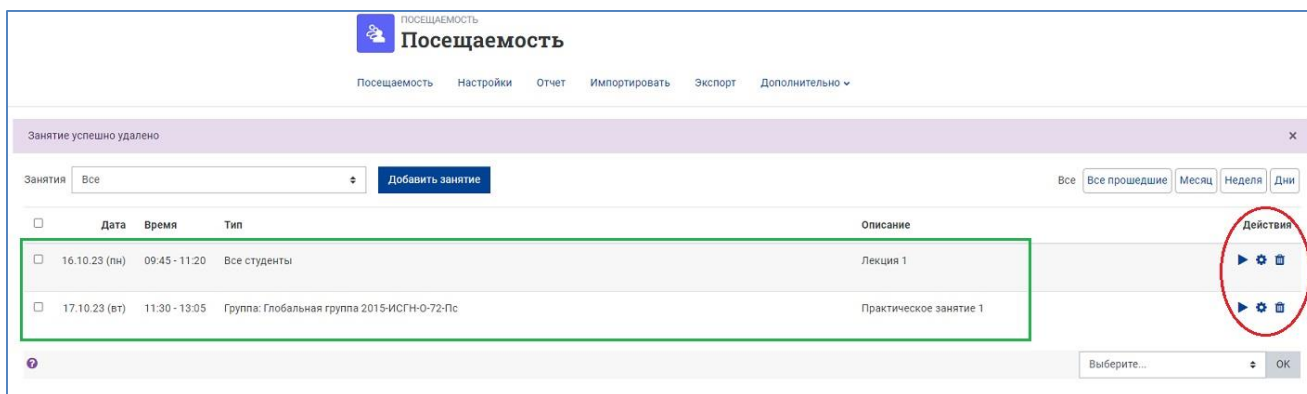 ПОСЕЩАЕМОСТЬ
Посещаемость
Посещаемость Настройки Отчет Импортировать Экспорт Дополнительно
Занятие успешно удалено ×
Занятия Все Добавить занятие Все Все прошедшие Месяц Неделя Дни
Дата Время Тип Описание Действия
16.10.23 (пн) 09:45 - 11:20 Все студенты Лекция 1
17.10.23 (вт) 11:30 - 13:05 Группа: Глобальная группа 2015-ИСГН-О-72-Пс Практическое занятие 1
Выберите... ОК